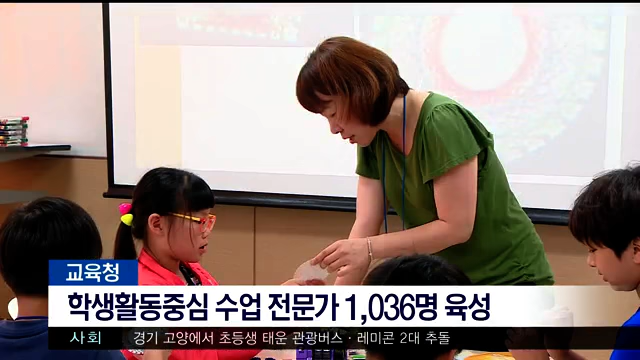 교육청
학생활동중심 수업 전문가 1,036명 육성
사회 경기 고양에서 초등생 태운 관광버스·레미콘 2대 추돌